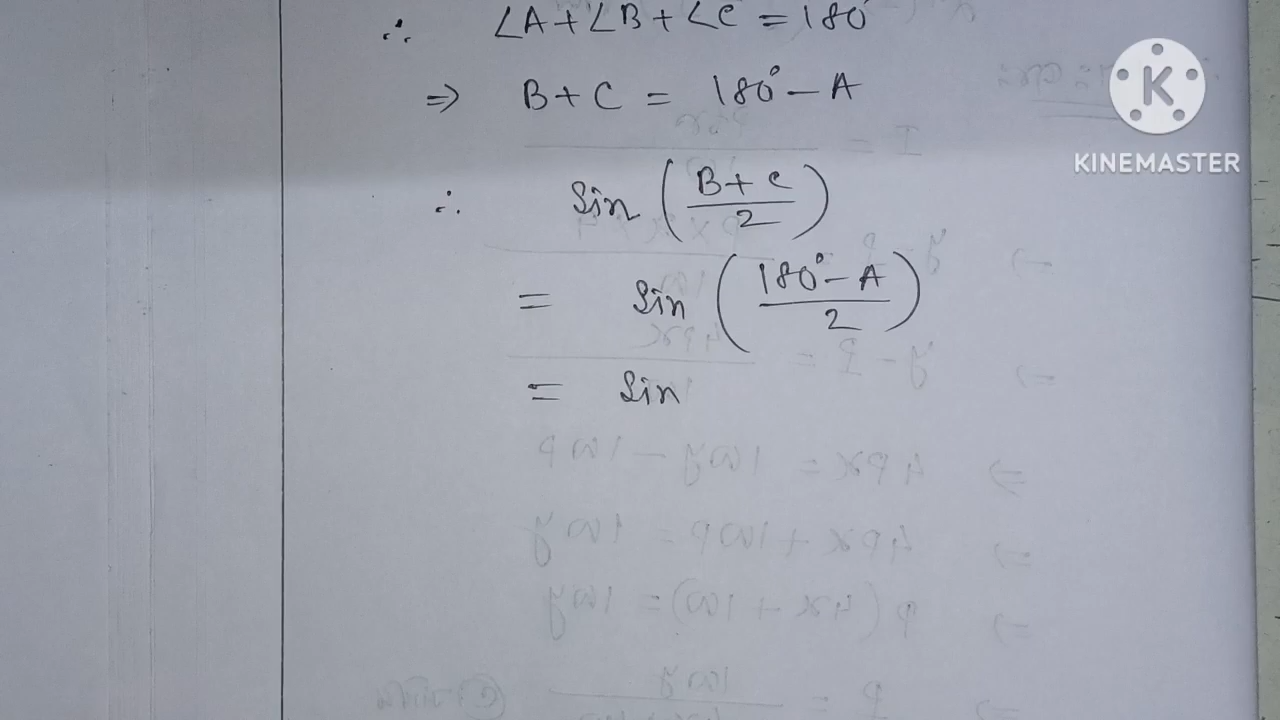 ∴ ∠A+∠B+∠C = 180°
⇒ B+C = 180°-A
∴ Sin (B+C/2)
= Sin (180°-A/2)
= Sin
K
KINEMASTER